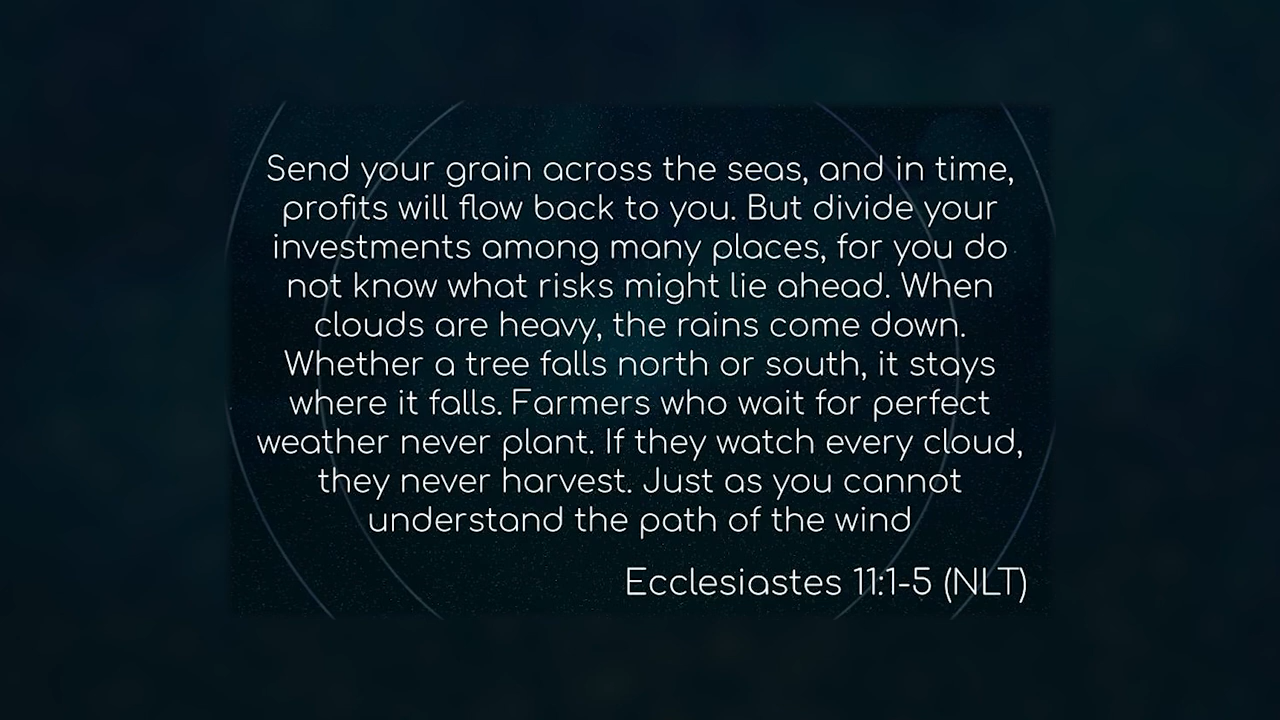 Send your grain across the seas, and in time,
profits will flow back to you. But divide your
investments among many places, for you do
not know what risks might lie ahead. When
clouds are heavy, the rains come down.
Whether a tree falls north or south, it stays
where it falls. Farmers who wait for perfect
weather never plant. If they watch every cloud,
they never harvest. Just as you cannot
understand the path of the wind
Ecclesiastes 11:1-5 (NLT)